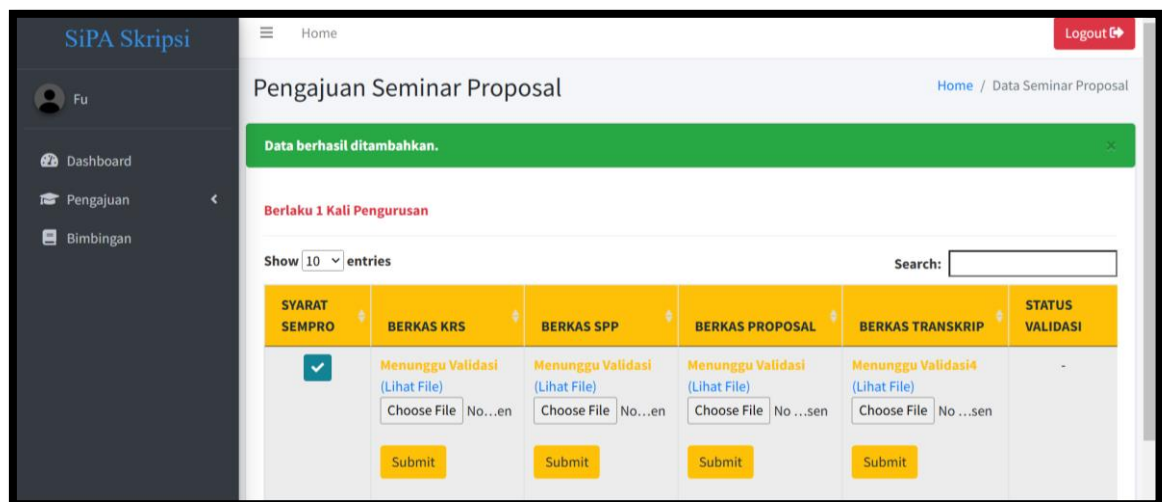 SiPA Skripsi
Home
Logout
Fu
Pengajuan Seminar Proposal
Home / Data Seminar Proposal
Dashboard
Pengajuan
Bimbingan
Data berhasil ditambahkan.
×
Berlaku 1 Kali Pengurusan
Show 10 entries
Search:
SYARAT SEMPRO
BERKAS KRS
BERKAS SPP
BERKAS PROPOSAL
BERKAS TRANSKRIP
STATUS VALIDASI
Menunggu Validasi
(Lihat File)
Choose File No...en
Submit
Menunggu Validasi
(Lihat File)
Choose File No...en
Submit
Menunggu Validasi
(Lihat File)
Choose File No ...sen
Submit
Menunggu Validasi4
(Lihat File)
Choose File No ...sen
Submit
-